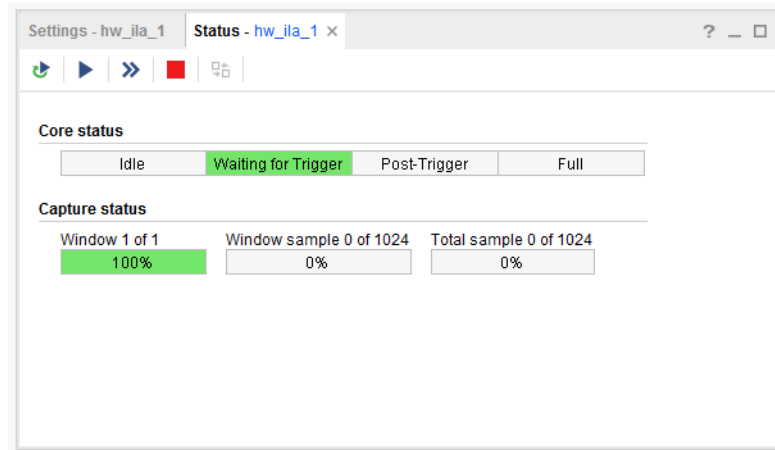 Settings - hw_ila_1 Status - hw_ila_1 × ?
Core status
Idle Waiting for Trigger Post-Trigger Full
Capture status
Window 1 of 1 Window sample 0 of 1024 Total sample 0 of 1024
100% 0% 0%